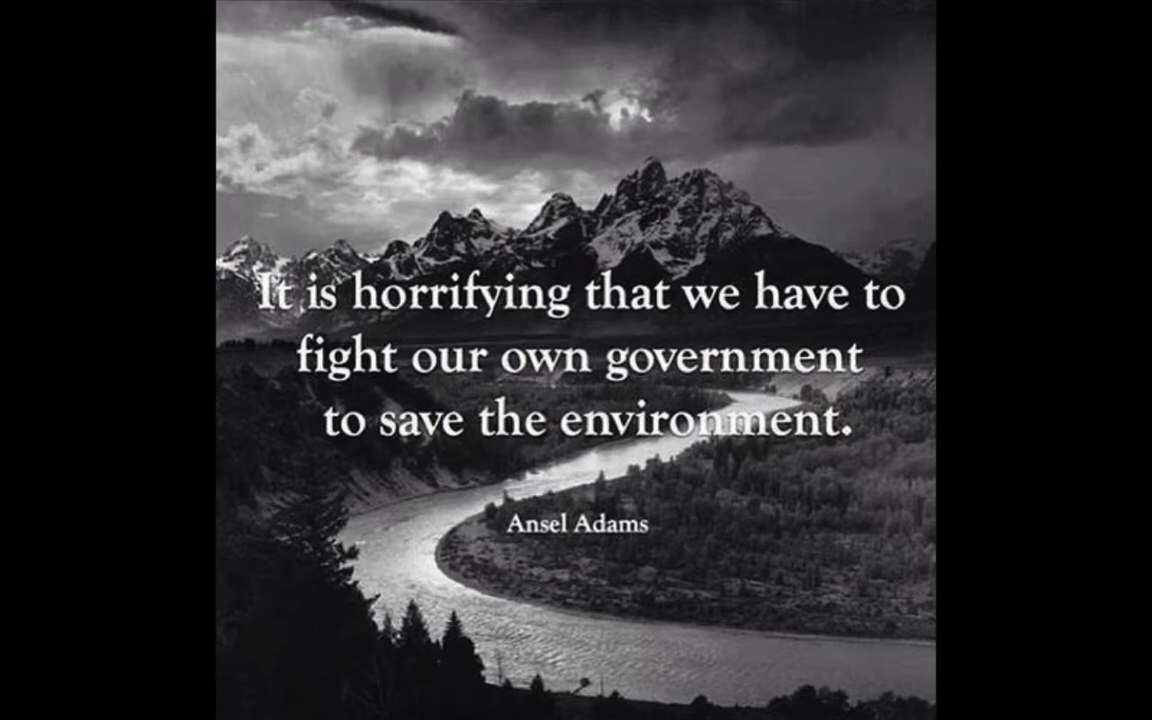 It is horrifying that we have to
fight our own government
to save the environment.
Ansel Adams